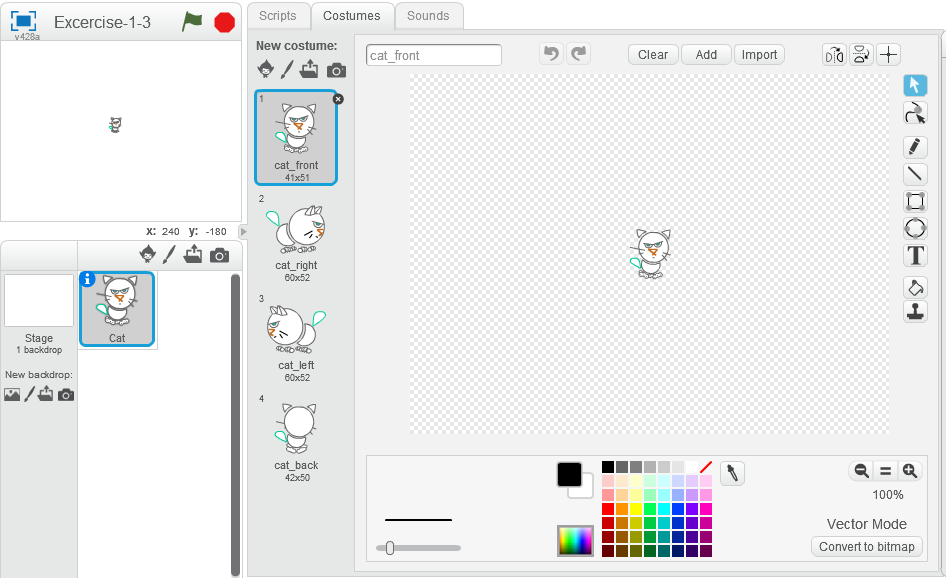 Scripts Costumes Sounds
Excercise-1-3
v428a
New costume:
cat_front
Clear Add Import
1
cat_front
41x51
2
cat_right
60x52
x: 240 y: -180
3
cat_left
60x52
Cat
Stage
1 backdrop
New backdrop:
4
cat_back
42x50
T
100%
Vector Mode
Convert to bitmap